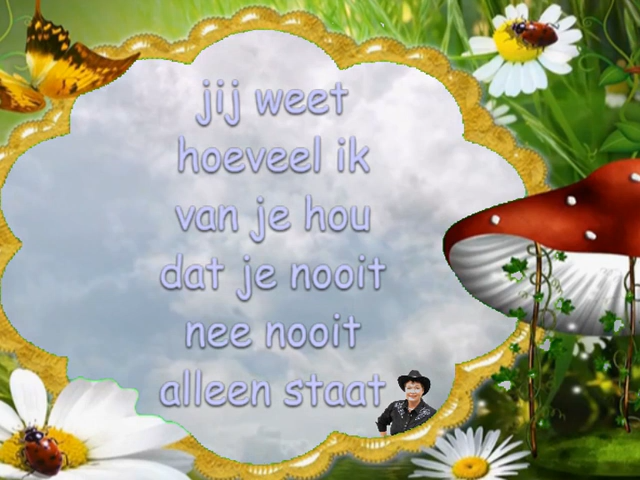 jij weet
hoeveel ik
van je hou
dat je nooit
nee nooit
alleen staat